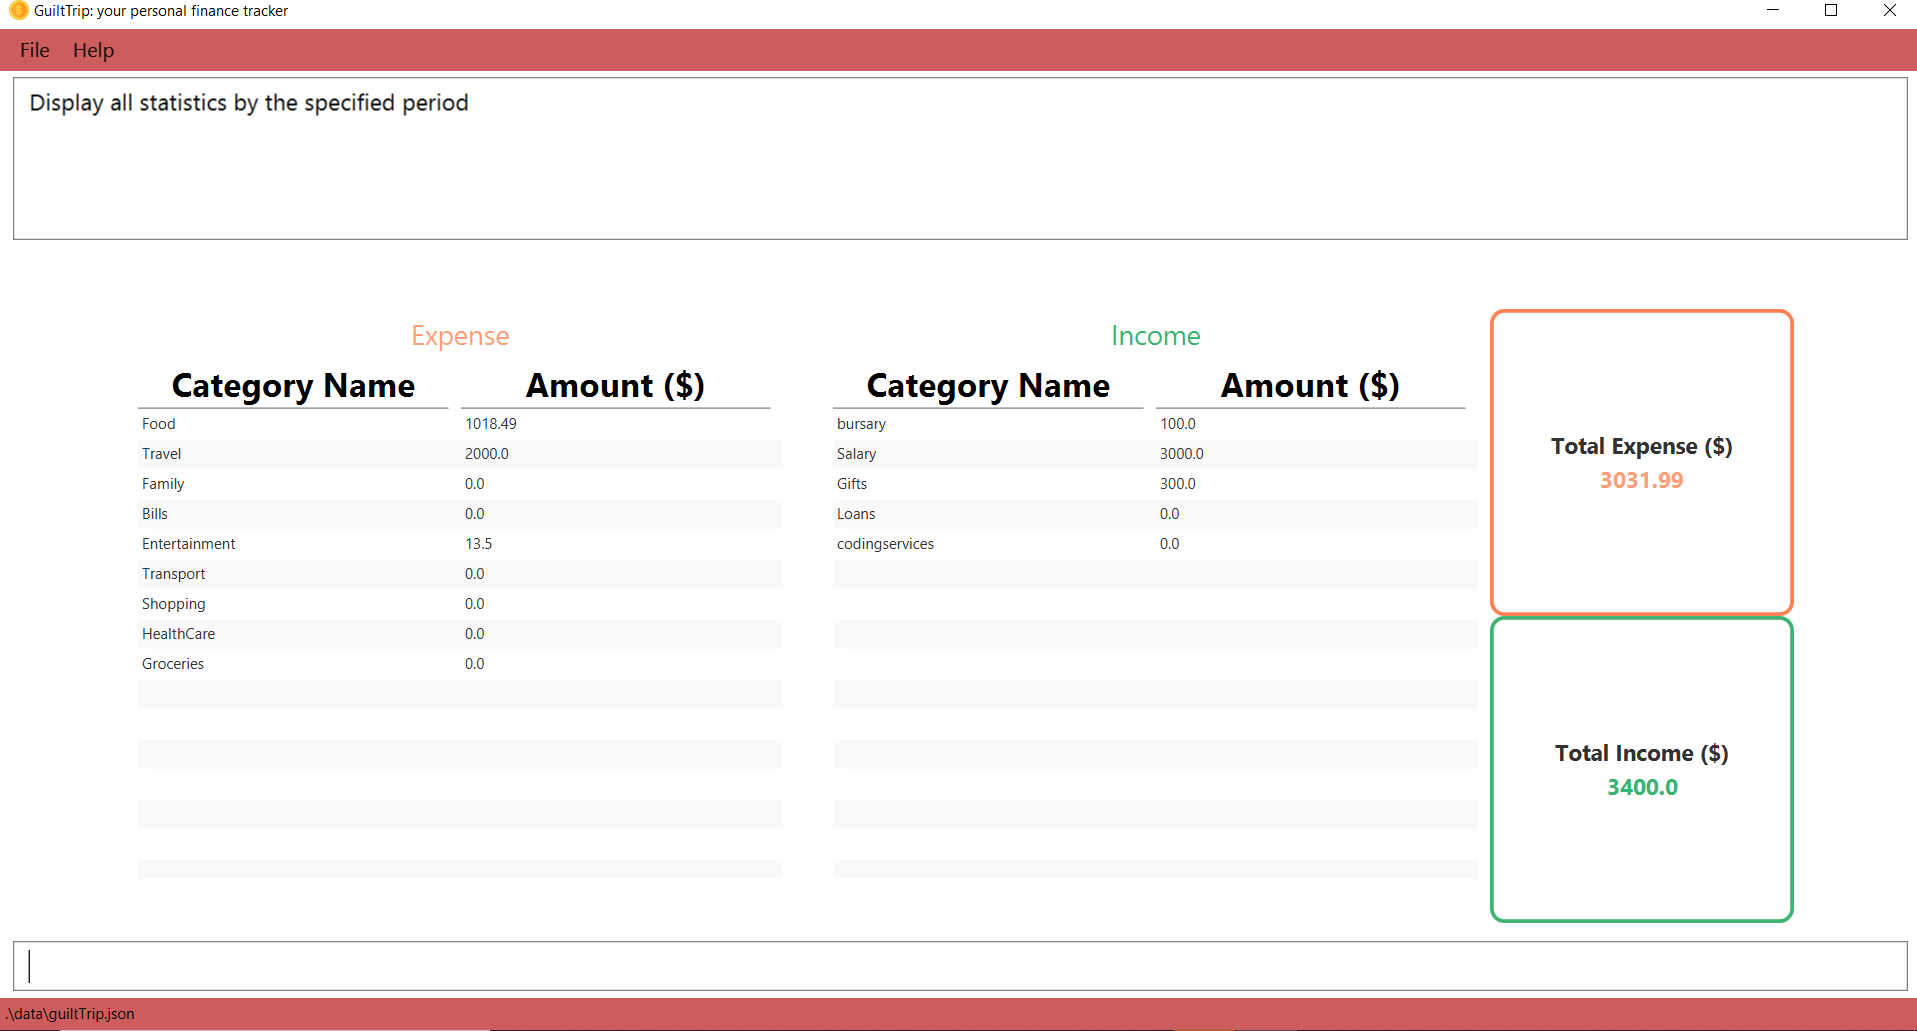 GuiltTrip: your personal finance tracker
File Help
Display all statistics by the specified period
Expense
Category Name Amount ($)
Food 1018.49
Travel 2000.0
Family 0.0
Bills 0.0
Entertainment 13.5
Transport 0.0
Shopping 0.0
HealthCare 0.0
Groceries 0.0
Income
Category Name Amount ($)
bursary 100.0
Salary 3000.0
Gifts 300.0
Loans 0.0
codingservices 0.0
Total Expense ($)
3031.99
Total Income ($)
3400.0
.\data\guiltTrip.json